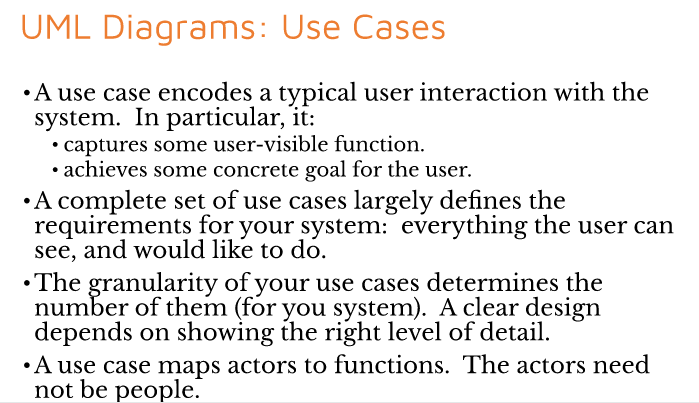 UML Diagrams: Use Cases
•A use case encodes a typical user interaction with the
system.  In particular, it:
•captures some user-visible function.
•achieves some concrete goal for the user.
•A complete set of use cases largely defines the
requirements for your system:  everything the user can
see, and would like to do.
•The granularity of your use cases determines the
number of them (for you system).  A clear design
depends on showing the right level of detail.
•A use case maps actors to functions.  The actors need
not be people.